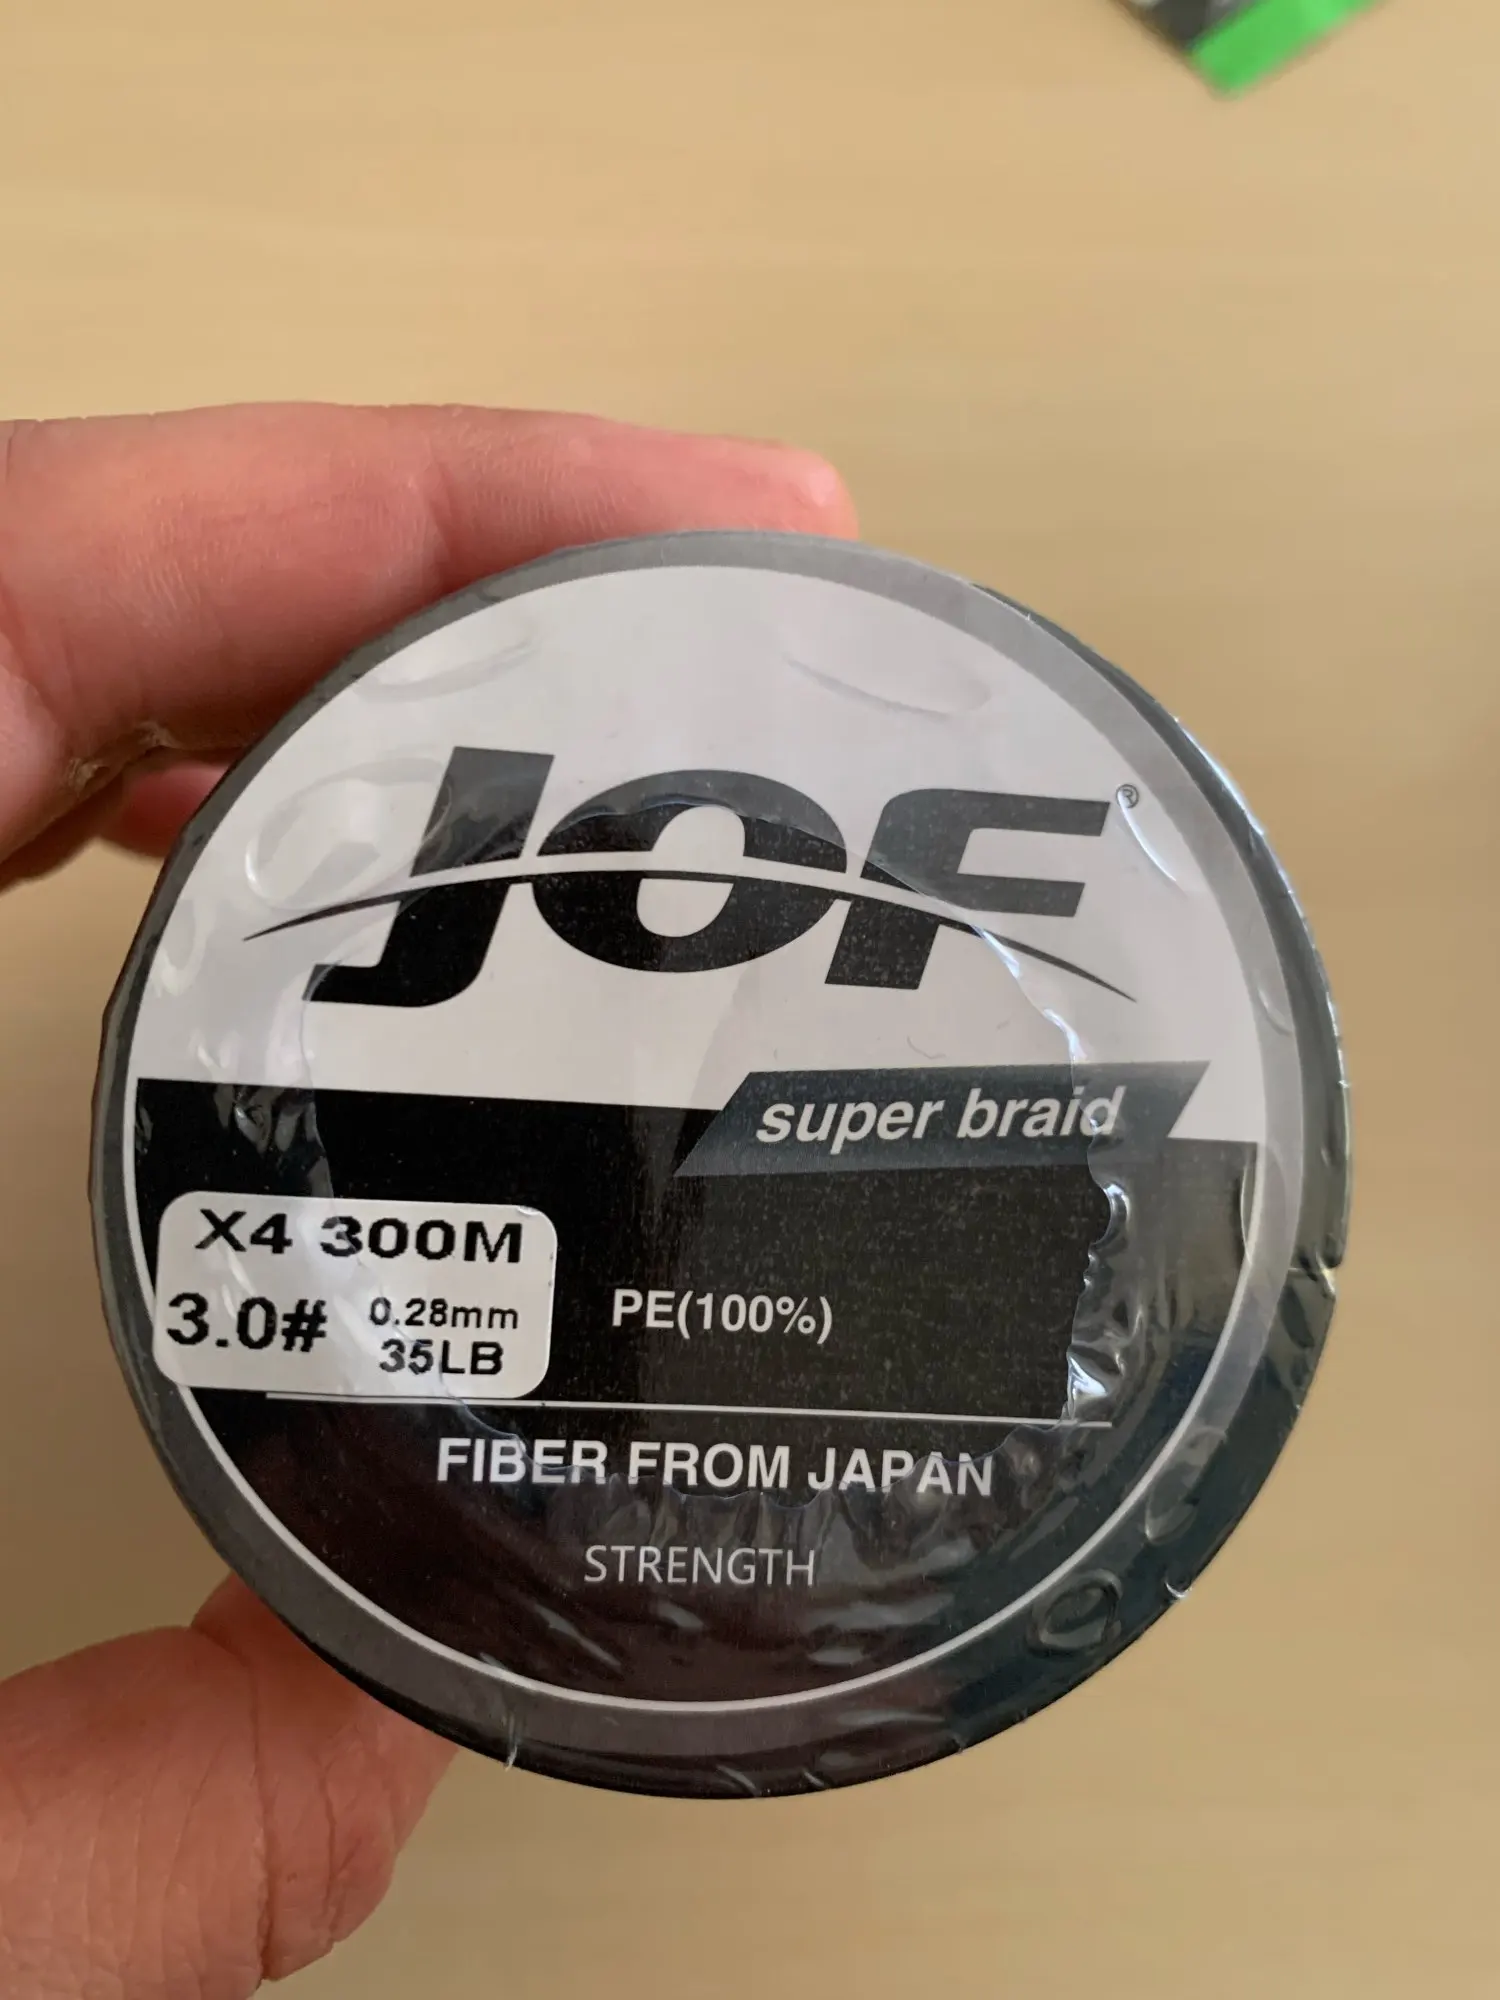 JOF®
super braid
X4 300M
3.0# 0.28mm
35LB
PE(100%)
FIBER FROM JAPAN
STRENGTH